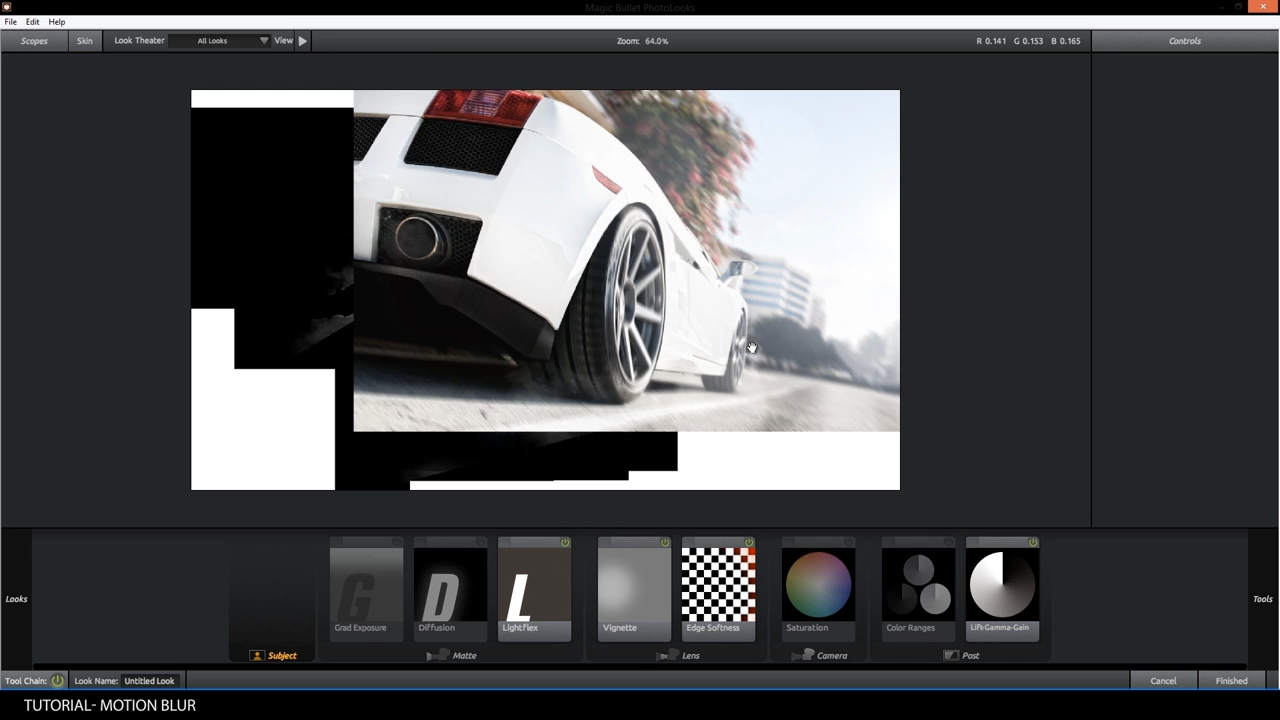 Magic Bullet PhotoLooks
File Edit Help
Scopes Skin Look Theater All Looks View Zoom: 64.0% R 0.141 G 0.153 B 0.165 Controls
G D L
Grad Exposure Diffusion Lightflex Vignette Edge Softness Saturation Color Ranges Lift-Gamma-Gain
Looks Tools
Subject Matte Lens Camera Post
Tool Chain: Look Name: Untitled Look Cancel Finished
TUTORIAL- MOTION BLUR